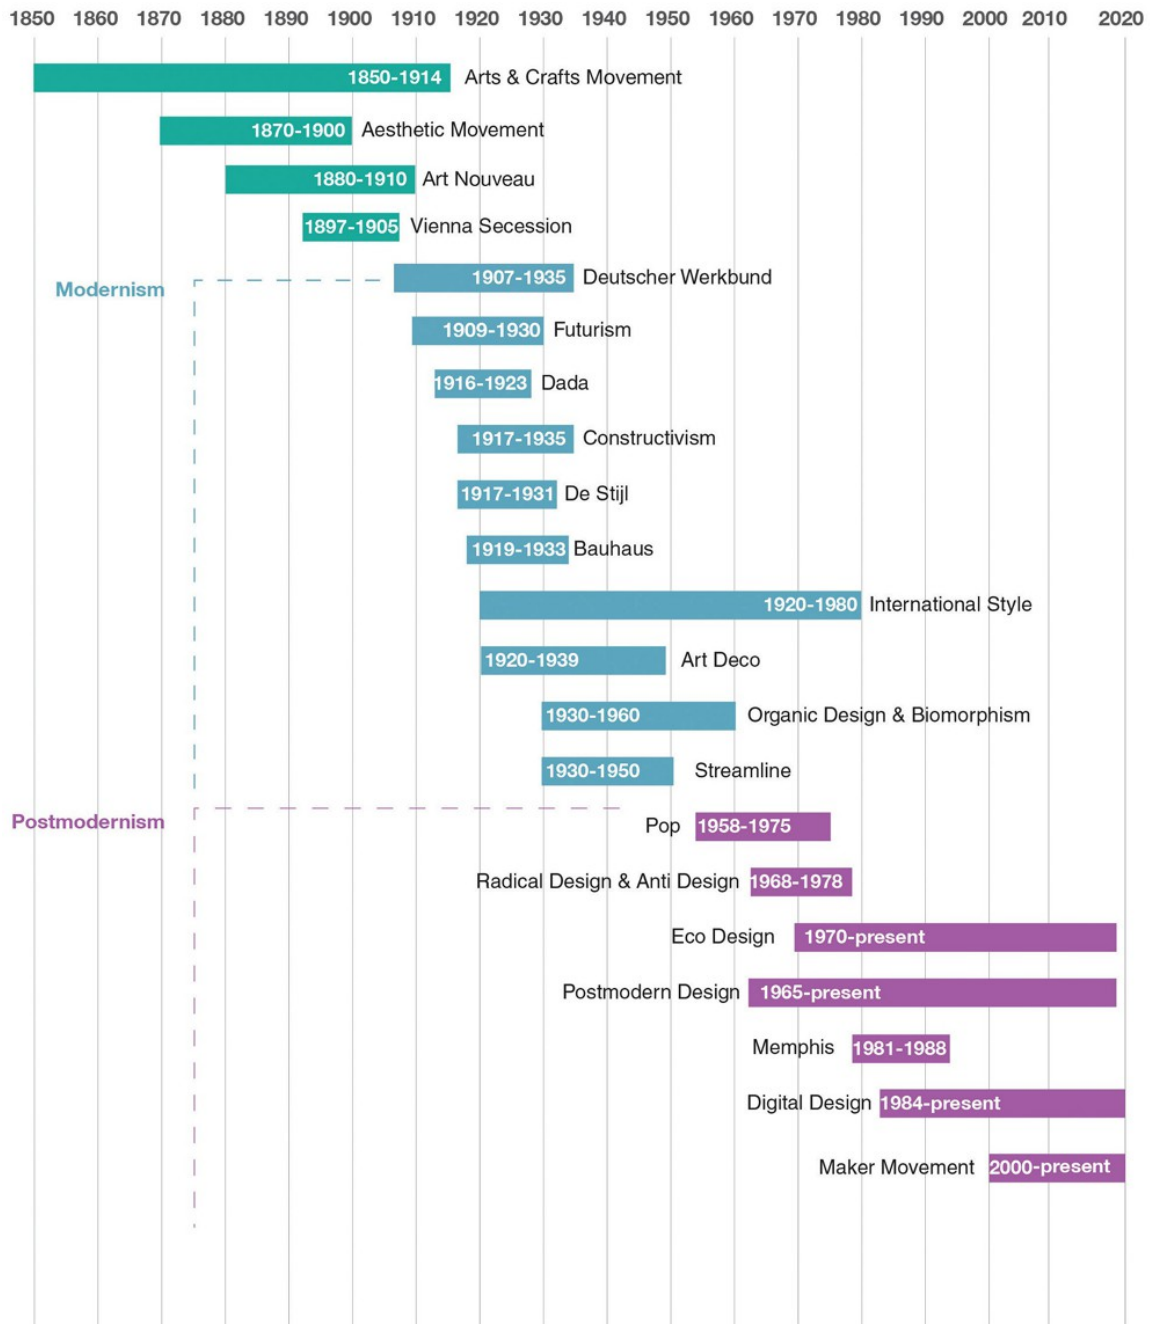 1850 1860 1870 1880 1890 1900 1910 1920 1930 1940 1950 1960 1970 1980 1990 2000 2010 2020
1850-1914 Arts & Crafts Movement
1870-1900 Aesthetic Movement
1880-1910 Art Nouveau
1897-1905 Vienna Secession
Modernism
1907-1935 Deutscher Werkbund
1909-1930 Futurism
1916-1923 Dada
1917-1935 Constructivism
1917-1931 De Stijl
1919-1933 Bauhaus
1920-1980 International Style
1920-1939 Art Deco
1930-1960 Organic Design & Biomorphism
1930-1950 Streamline
Postmodernism
Pop 1958-1975
Radical Design & Anti Design 1968-1978
Eco Design 1970-present
Postmodern Design 1965-present
Memphis 1981-1988
Digital Design 1984-present
Maker Movement 2000-present